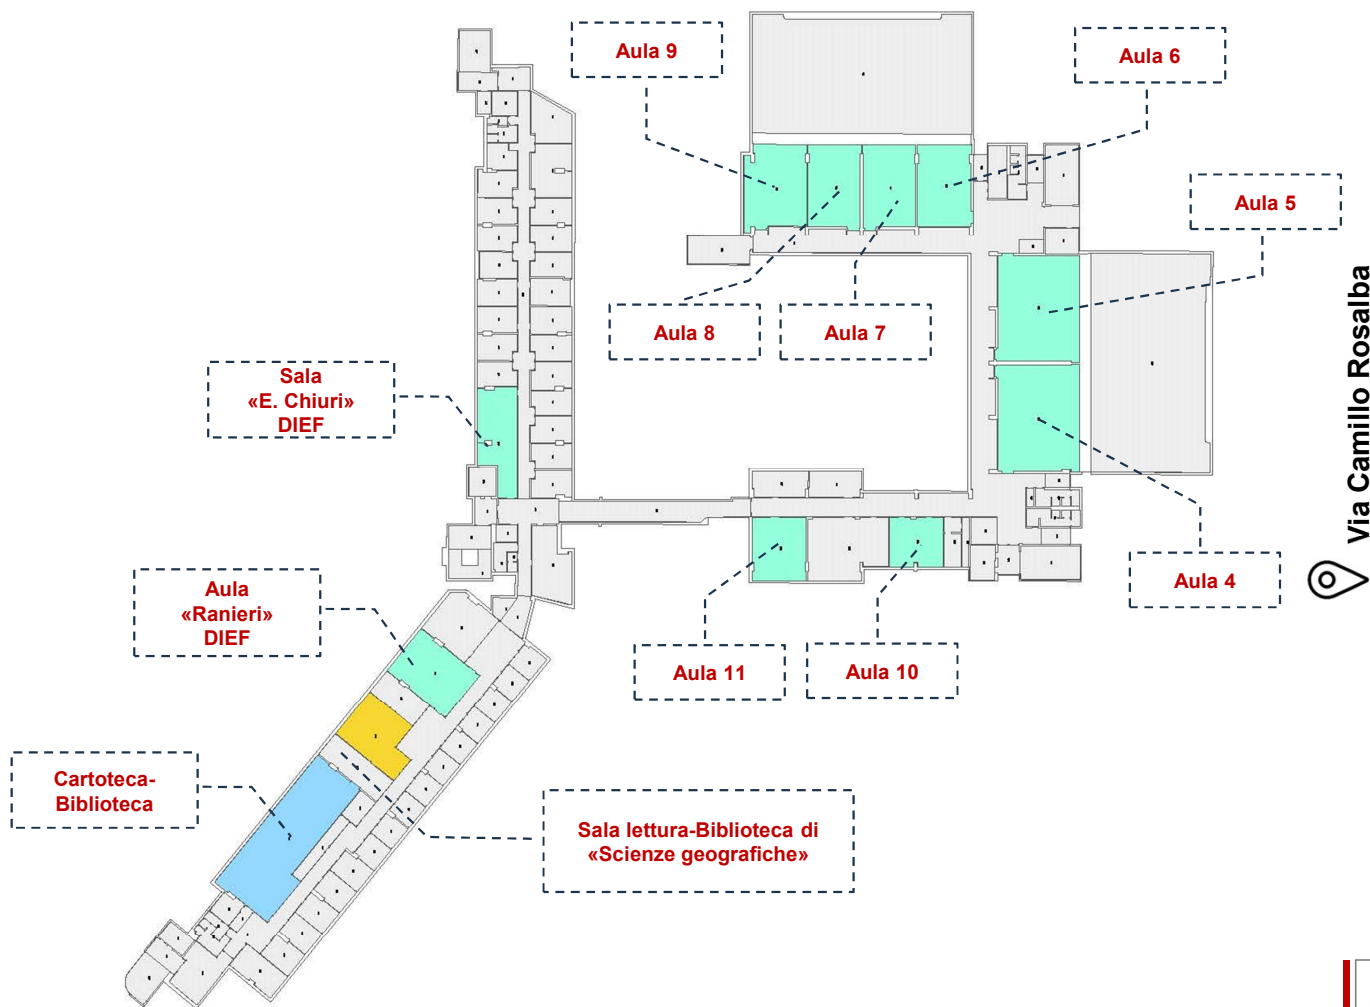 Aula 9
Aula 6
Aula 5
Aula 8
Aula 7
Sala
«E. Chiuri»
DIEF
Via Camillo Rosalba
Aula
«Ranieri»
DIEF
Aula 4
Aula 11
Aula 10
Cartoteca-
Biblioteca
Sala lettura-Biblioteca di
«Scienze geografiche»